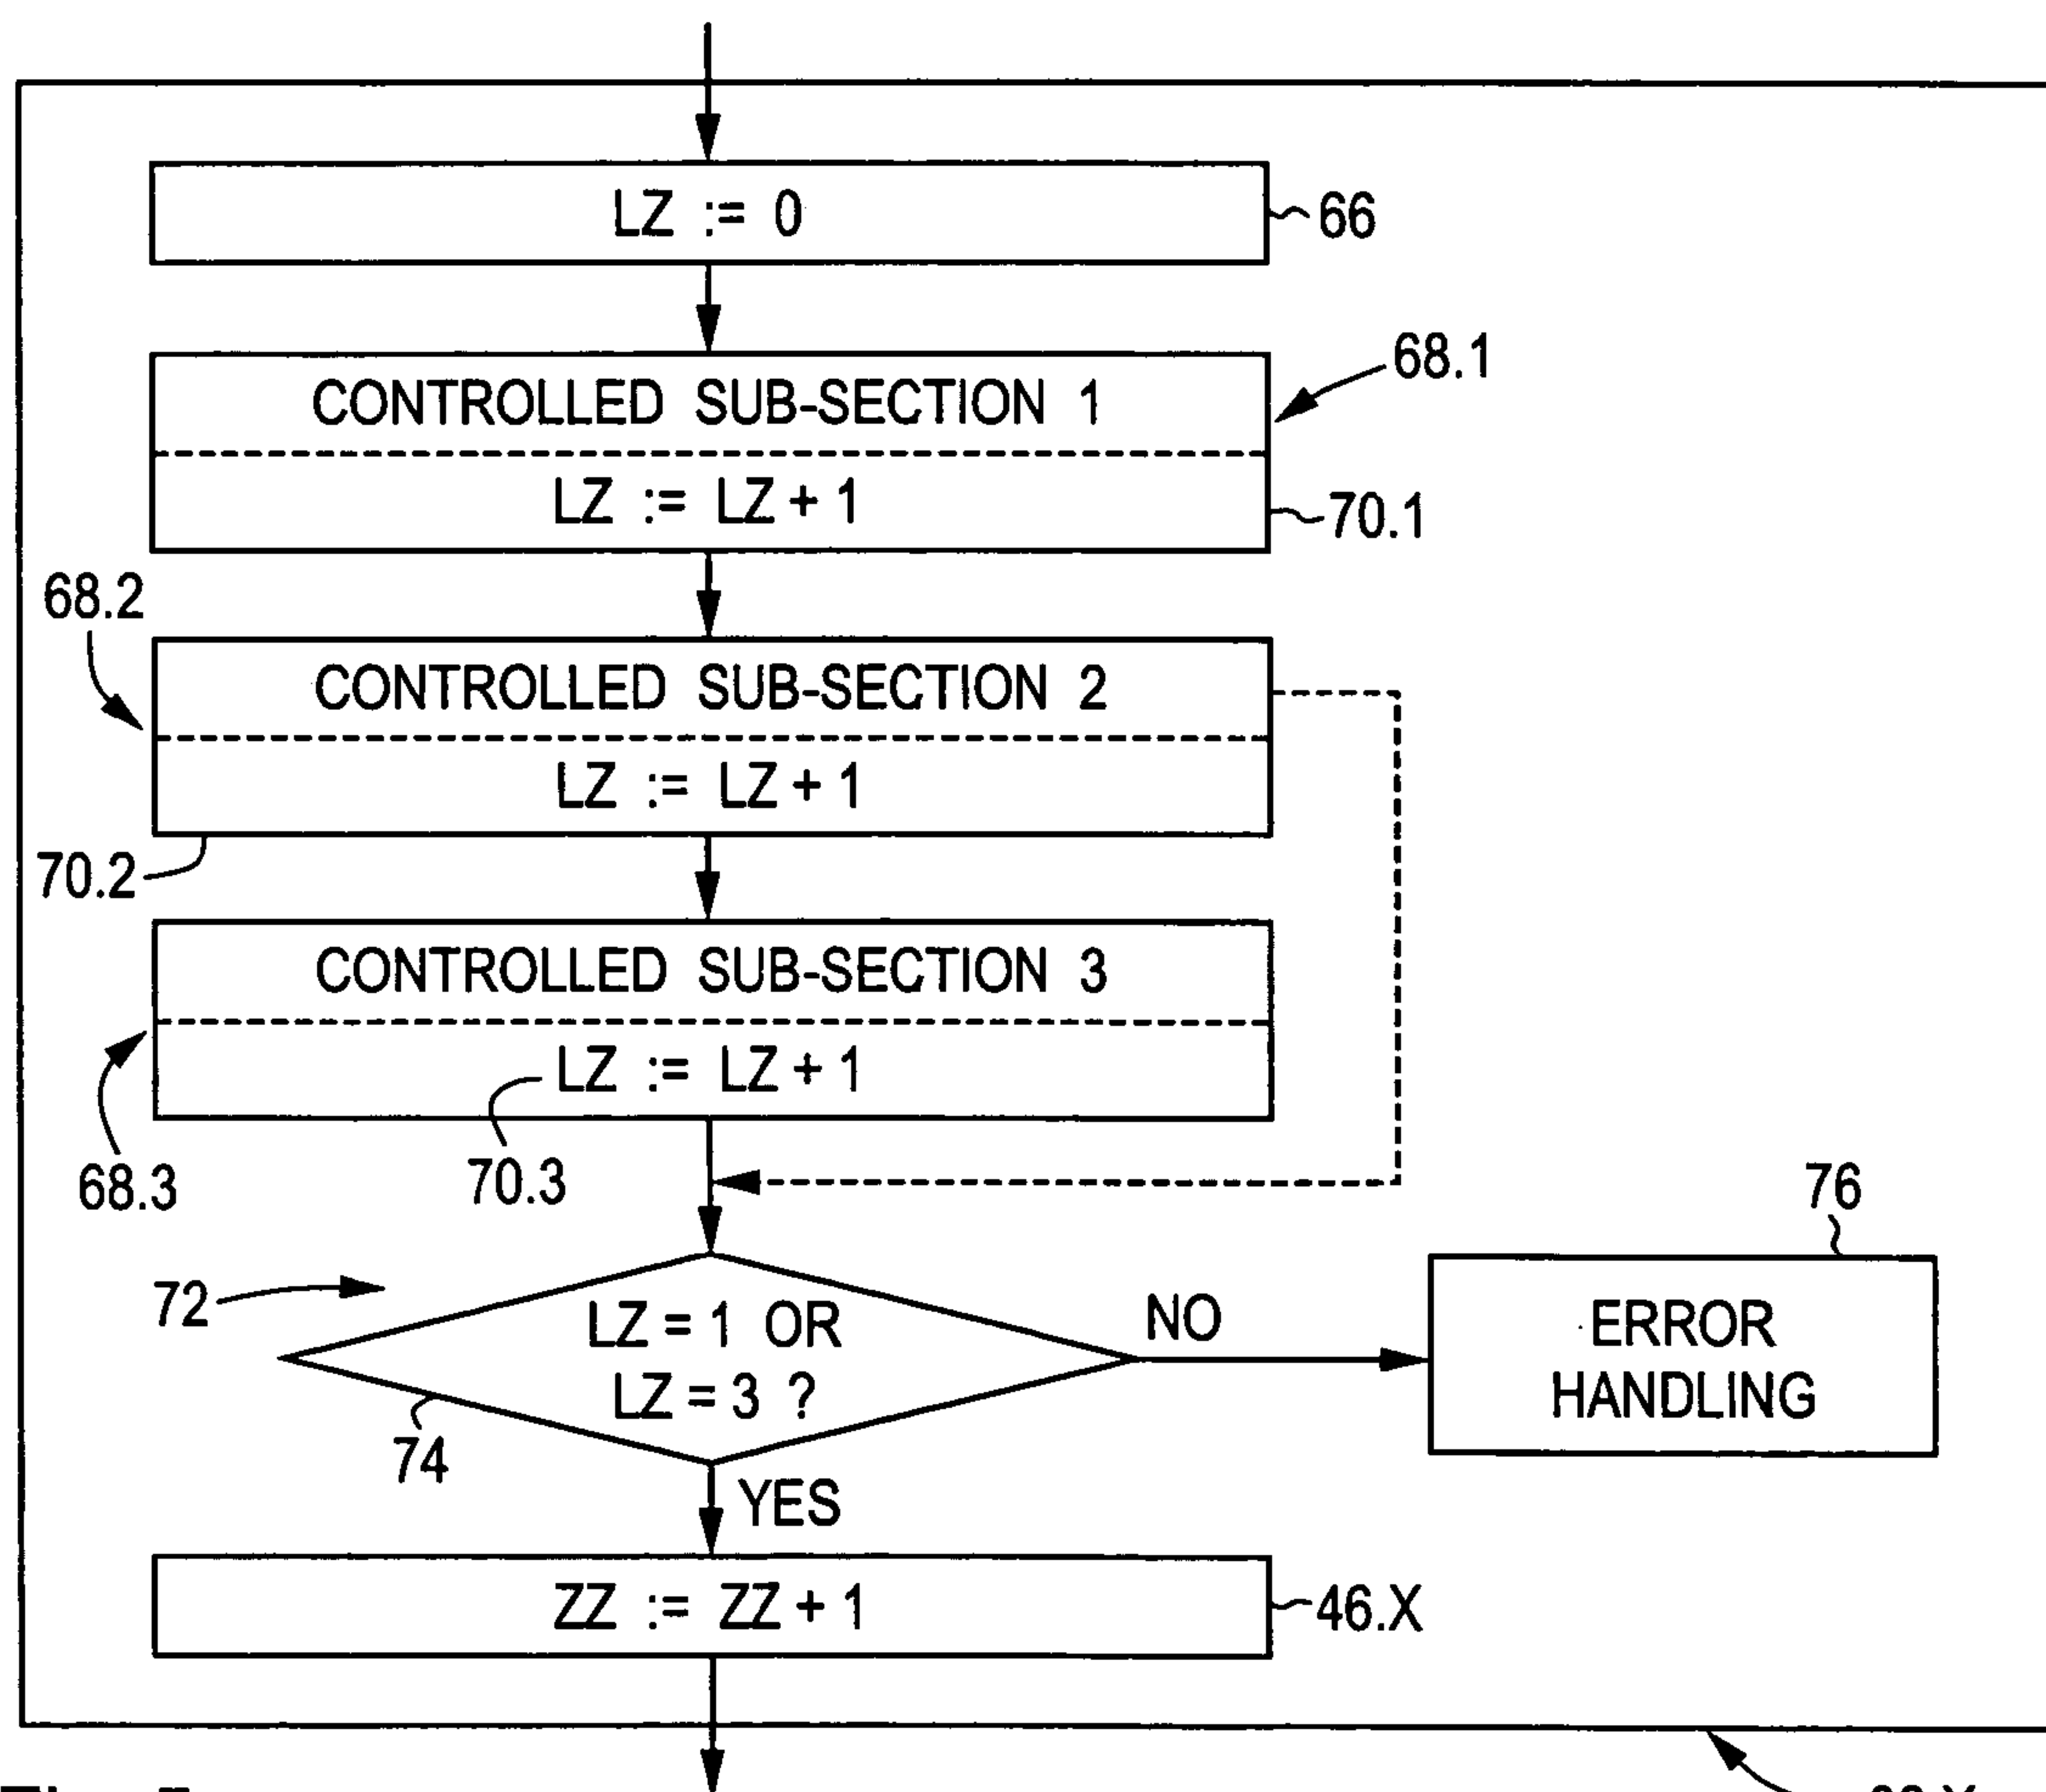 LZ := 0
66
CONTROLLED SUB-SECTION 1
68.1
LZ := LZ + 1
70.1
68.2
CONTROLLED SUB-SECTION 2
LZ := LZ + 1
70.2
CONTROLLED SUB-SECTION 3
LZ := LZ + 1
68.3
70.3
76
72
LZ = 1 OR
LZ = 3 ?
NO
ERROR
HANDLING
74
YES
ZZ := ZZ + 1
46.X